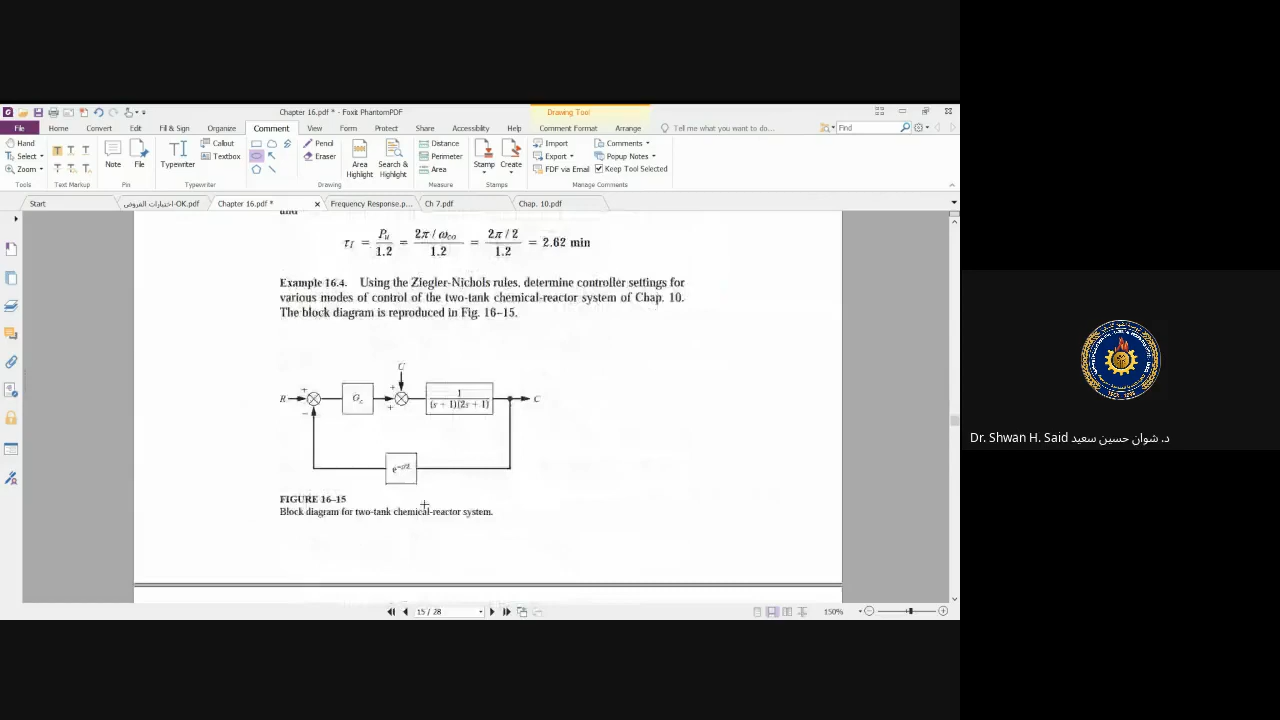 Chapter 16.pdf * - Foxit PhantomPDF
Drawing Tool
File Home Convert Edit Fill & Sign Organize Comment View Form Protect Share Accessibility Help Comment Format Arrange Tell me what you want to do... Find
Hand Select Zoom
Tools
Text Markup
Note File
Pin
Typewriter Callout Textbox
Typewriter
Pencil Eraser Area Highlight Search & Highlight
Drawing
Distance Perimeter Area
Measure
Stamp Create
Stamps
Import Export FDF via Email Comments Popup Notes Keep Tool Selected
Manage Comments
Start اختبارات الفروض-OK.pdf Chapter 16.pdf * Frequency Response.p... Ch 7.pdf Chap. 10.pdf
and
τI = Pu / 1.2 = 2π / ωco / 1.2 = 2π / 2 / 1.2 = 2.62 min
Example 16.4. Using the Ziegler-Nichols rules, determine controller settings for
various modes of control of the two-tank chemical-reactor system of Chap. 10.
The block diagram is reproduced in Fig. 16–15.
U
R + − Gc + + 1 / (s + 1)(2s + 1) C
e−s/2
FIGURE 16–15
Block diagram for two-tank chemical-reactor system.
15 / 28
150%
Dr. Shwan H. Said د. شوان حسين سعيد